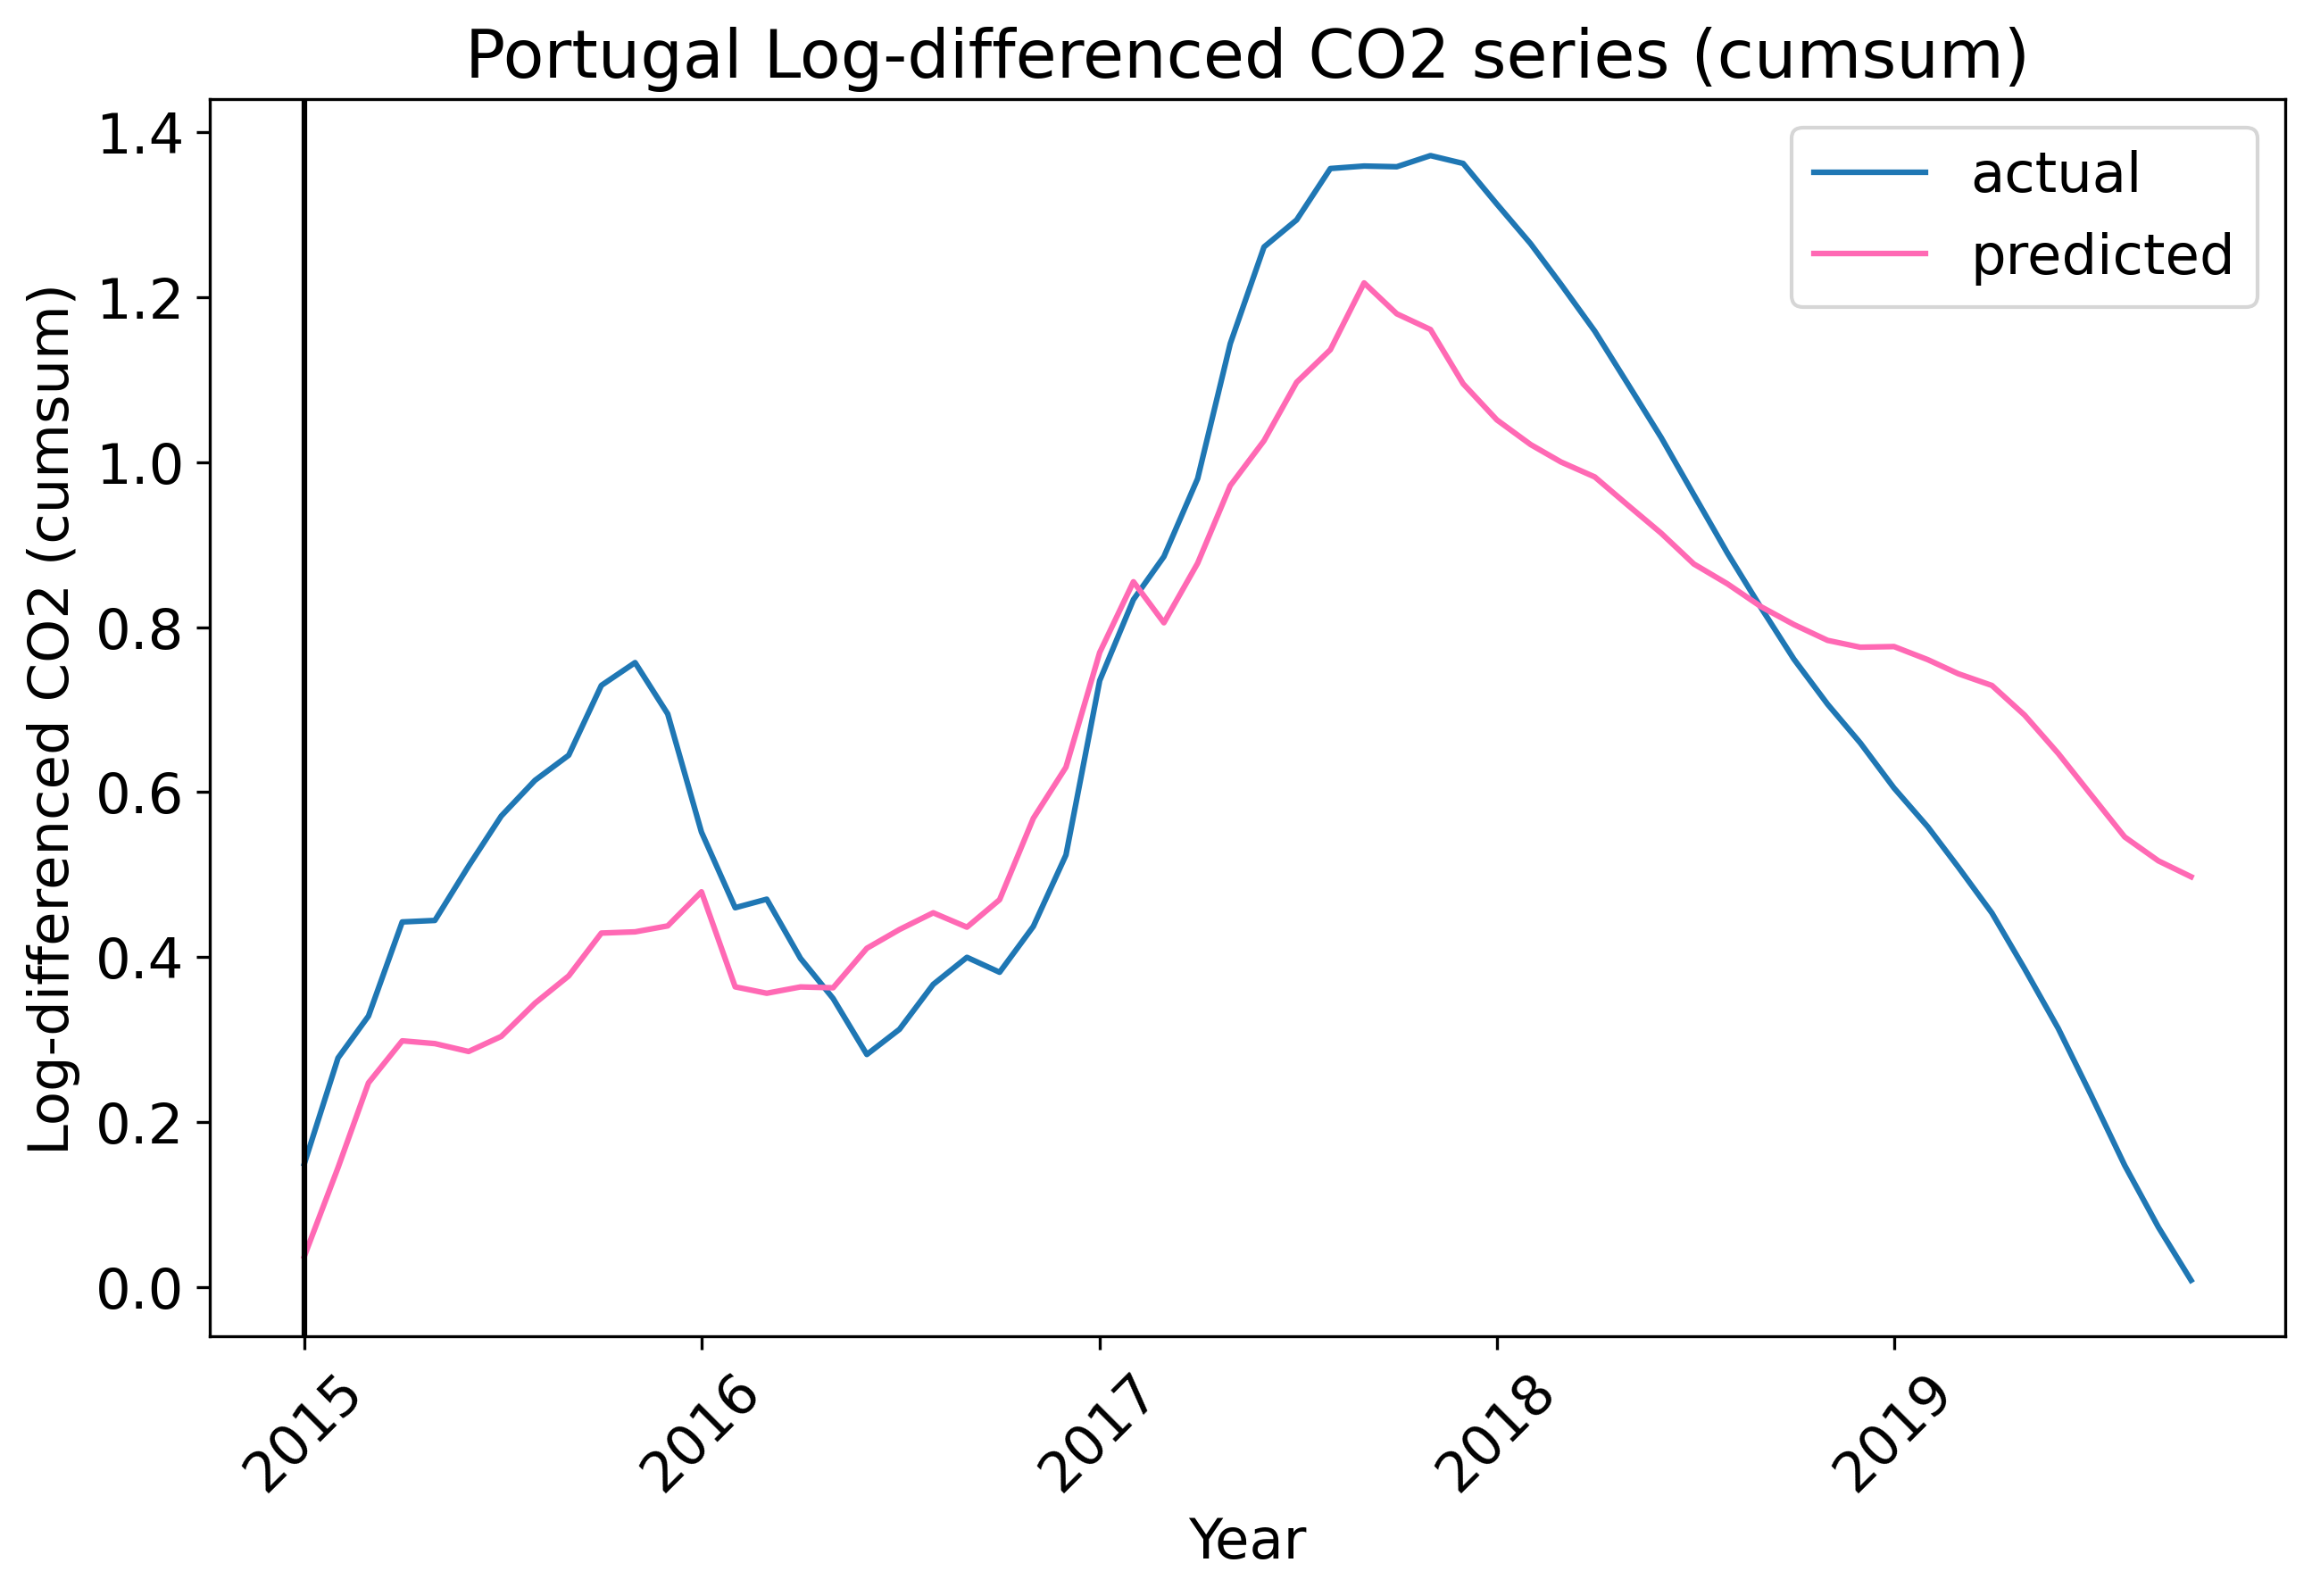 Portugal Log-differenced CO2 series (cumsum)
Log-differenced CO2 (cumsum)
1.4
1.2
1.0
0.8
0.6
0.4
0.2
0.0
actual
predicted
2015
2016
2017
2018
2019
Year